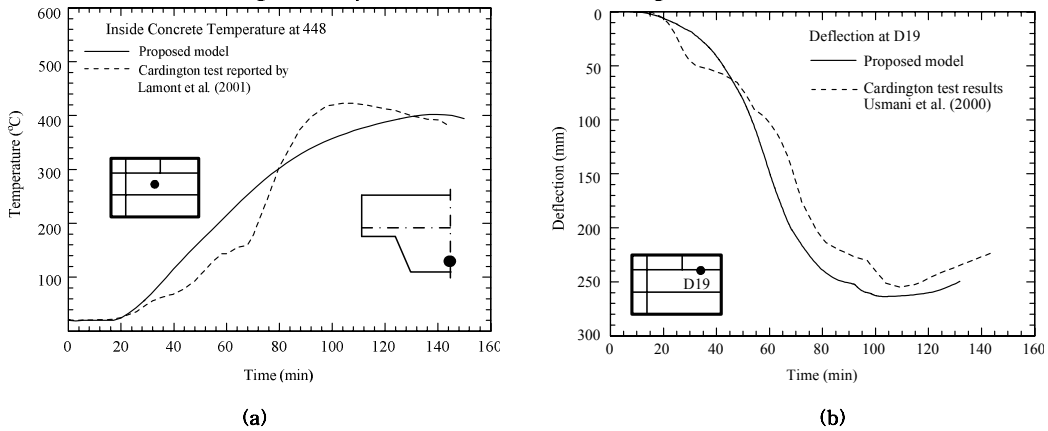 600
500
400
300
200
100
Temperature (°C)
Inside Concrete Temperature at 448
Proposed model
Cardington test reported by
Lamont et al. (2001)
0 20 40 60 80 100 120 140 160
Time (min)
(a)
0
50
100
150
200
250
300
Deflection (mm)
Deflection at D19
Proposed model
Cardington test results
Usmani et al. (2000)
D19
0 20 40 60 80 100 120 140 160
Time (min)
(b)